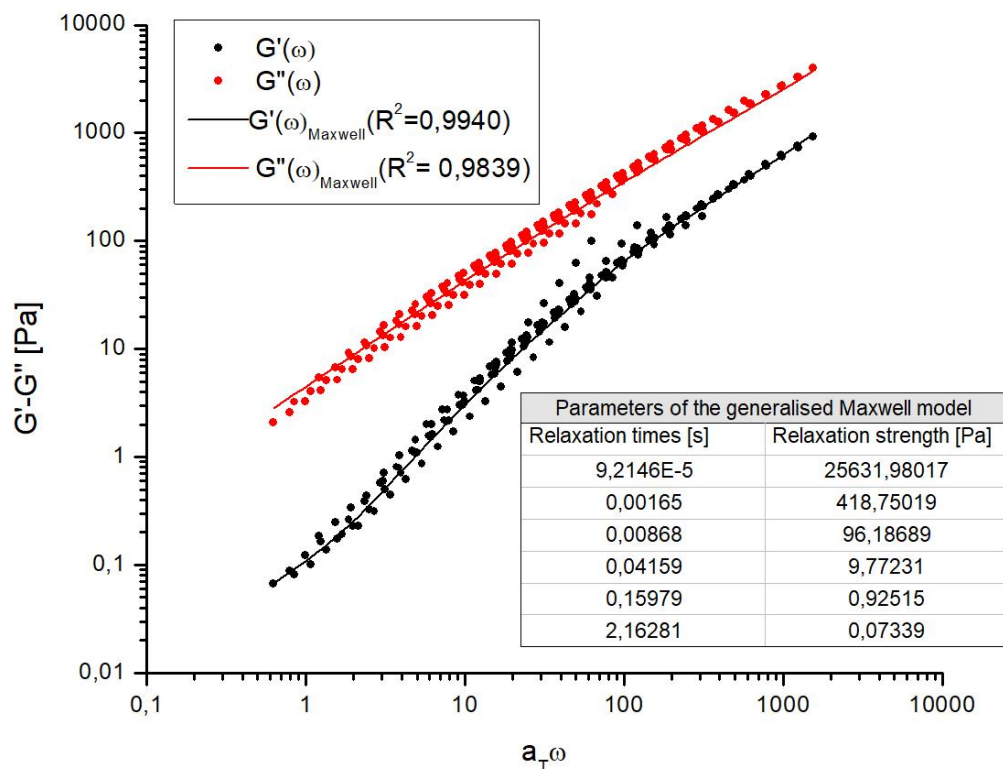 10000
1000
100
10
1
0,1
0,01
G'-G" [Pa]
G'(ω)
G"(ω)
G'(ω)Maxwell(R²=0,9940)
G"(ω)Maxwell(R²= 0,9839)
Parameters of the generalised Maxwell model
Relaxation times [s] Relaxation strength [Pa]
9,2146E-5 25631,98017
0,00165 418,75019
0,00868 96,18689
0,04159 9,77231
0,15979 0,92515
2,16281 0,07339
0,1 1 10 100 1000 10000
aTω